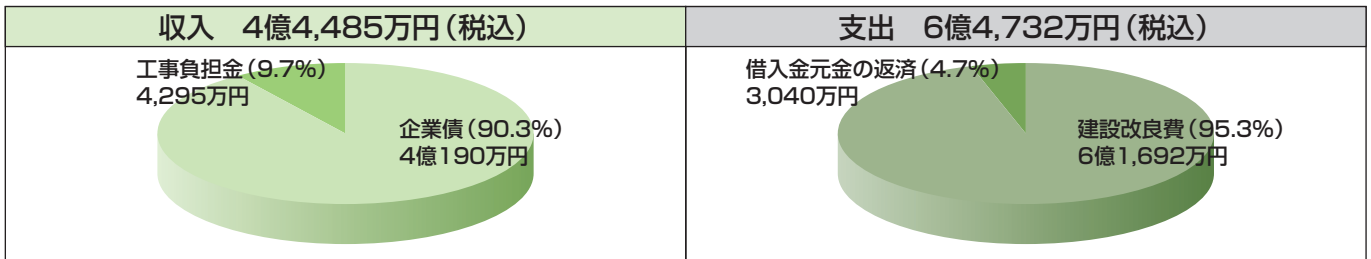 収入　4億4,485万円（税込）
工事負担金（9.7%）
4,295万円
企業債（90.3%）
4億190万円
支出　6億4,732万円（税込）
借入金元金の返済（4.7%）
3,040万円
建設改良費（95.3%）
6億1,692万円